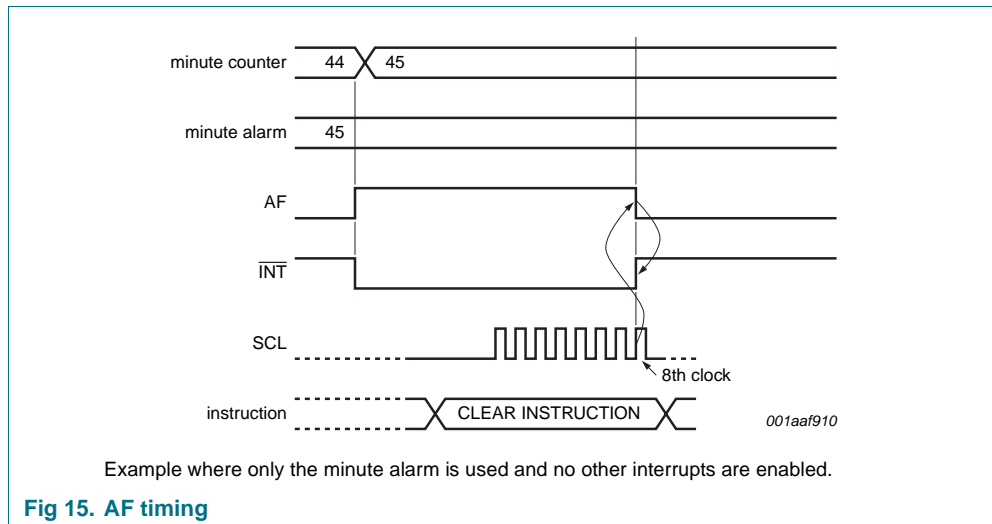 minute counter 44 45
minute alarm 45
AF
INT
SCL
8th clock
instruction CLEAR INSTRUCTION
001aaf910
Example where only the minute alarm is used and no other interrupts are enabled.
Fig 15. AF timing